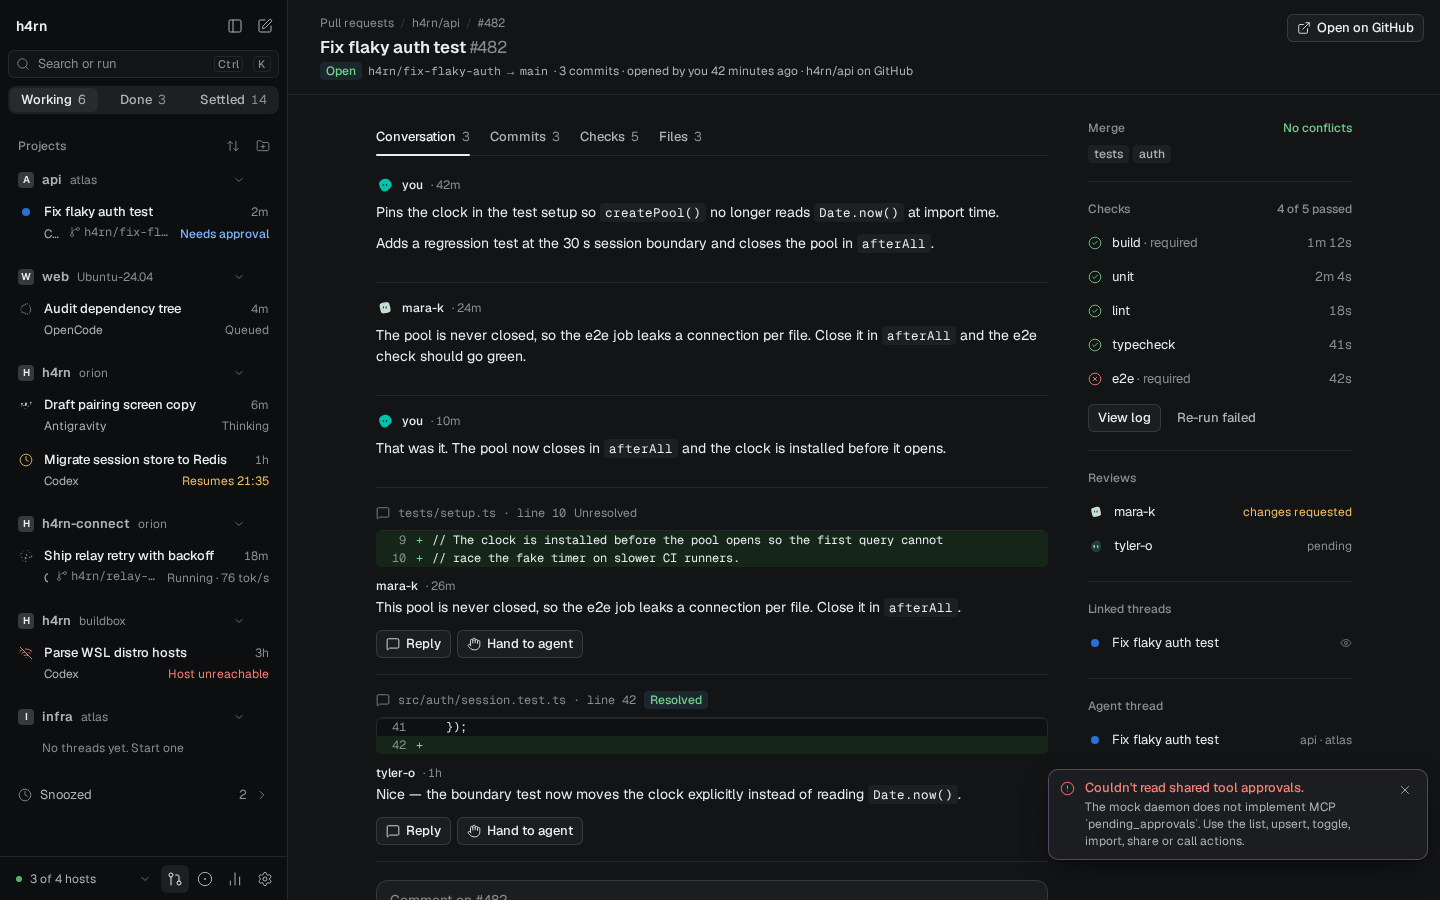 h4rn
Search or run Ctrl K
Working 6 Done 3 Settled 14
Projects
A api atlas
Fix flaky auth test 2m
C... h4rn/fix-fl... Needs approval
W web Ubuntu-24.04
Audit dependency tree 4m
OpenCode Queued
H h4rn orion
Draft pairing screen copy 6m
Antigravity Thinking
Migrate session store to Redis 1h
Codex Resumes 21:35
H h4rn-connect orion
Ship relay retry with backoff 18m
h4rn/relay-... Running · 76 tok/s
H h4rn buildbox
Parse WSL distro hosts 3h
Codex Host unreachable
I infra atlas
No threads yet. Start one
Snoozed 2
3 of 4 hosts
Pull requests / h4rn/api / #482
Fix flaky auth test #482
Open h4rn/fix-flaky-auth → main · 3 commits · opened by you 42 minutes ago · h4rn/api on GitHub
Open on GitHub
Conversation 3 Commits 3 Checks 5 Files 3
you · 42m
Pins the clock in the test setup so createPool() no longer reads Date.now() at import time.
Adds a regression test at the 30 s session boundary and closes the pool in afterAll.
mara-k · 24m
The pool is never closed, so the e2e job leaks a connection per file. Close it in afterAll and the e2e
check should go green.
you · 10m
That was it. The pool now closes in afterAll and the clock is installed before it opens.
tests/setup.ts · line 10 Unresolved
9 + // The clock is installed before the pool opens so the first query cannot
10 + // race the fake timer on slower CI runners.
mara-k · 26m
This pool is never closed, so the e2e job leaks a connection per file. Close it in afterAll.
Reply Hand to agent
src/auth/session.test.ts · line 42 Resolved
41 });
42 +
tyler-o · 1h
Nice — the boundary test now moves the clock explicitly instead of reading Date.now().
Reply Hand to agent
Comment on #482
Merge No conflicts
tests auth
Checks 4 of 5 passed
build · required 1m 12s
unit 2m 4s
lint 18s
typecheck 41s
e2e · required 42s
View log Re-run failed
Reviews
mara-k changes requested
tyler-o pending
Linked threads
Fix flaky auth test
Agent thread
Fix flaky auth test api · atlas
Couldn't read shared tool approvals.
The mock daemon does not implement MCP
`pending_approvals`. Use the list, upsert, toggle,
import, share or call actions.